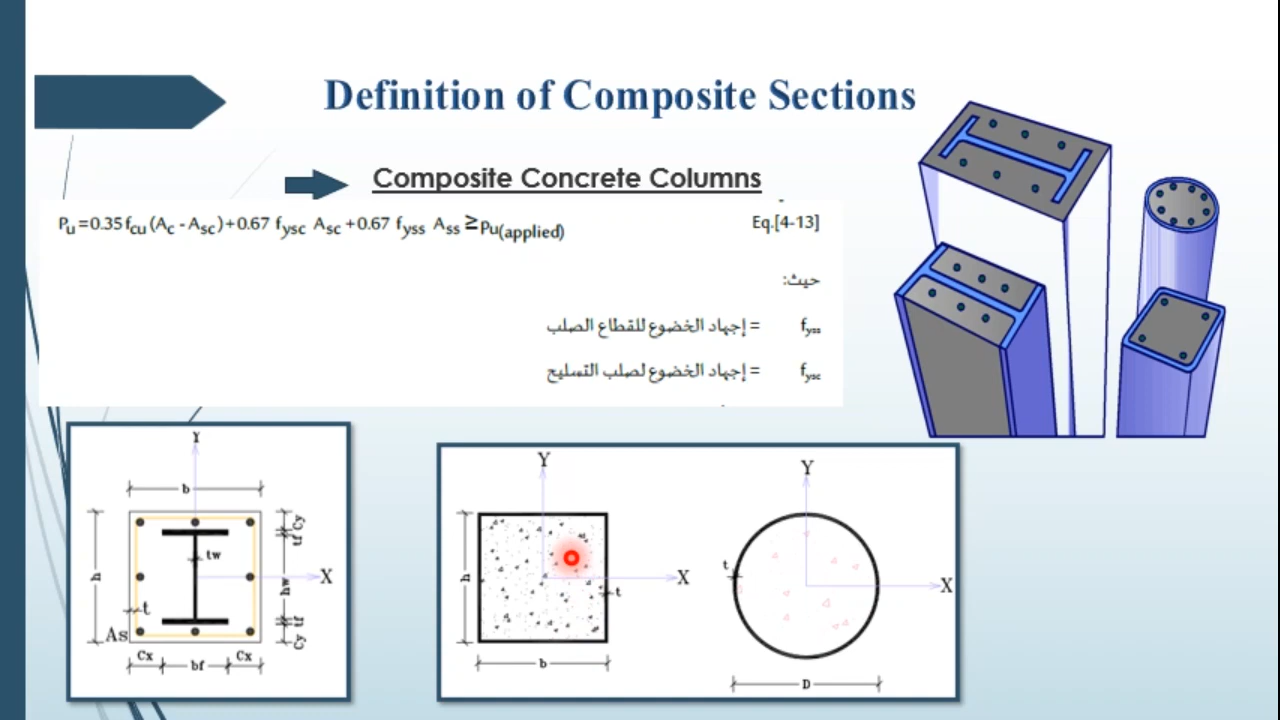 Definition of Composite Sections
Composite Concrete Columns
Pu=0.35fcu(Ac-Asc)+0.67 fysc Asc+0.67 fyss Ass≥Pu(applied) Eq.[4-13]
حيث:
fyss = إجهاد الخضوع للقطاع الصلب
fysc = إجهاد الخضوع لصلب التسليح
Y
b
Cy
tf
tw
h
X
hw
t
tf
As
Cy
Cx
bf
Cx
Y
h
X
t
b
Y
t
X
D